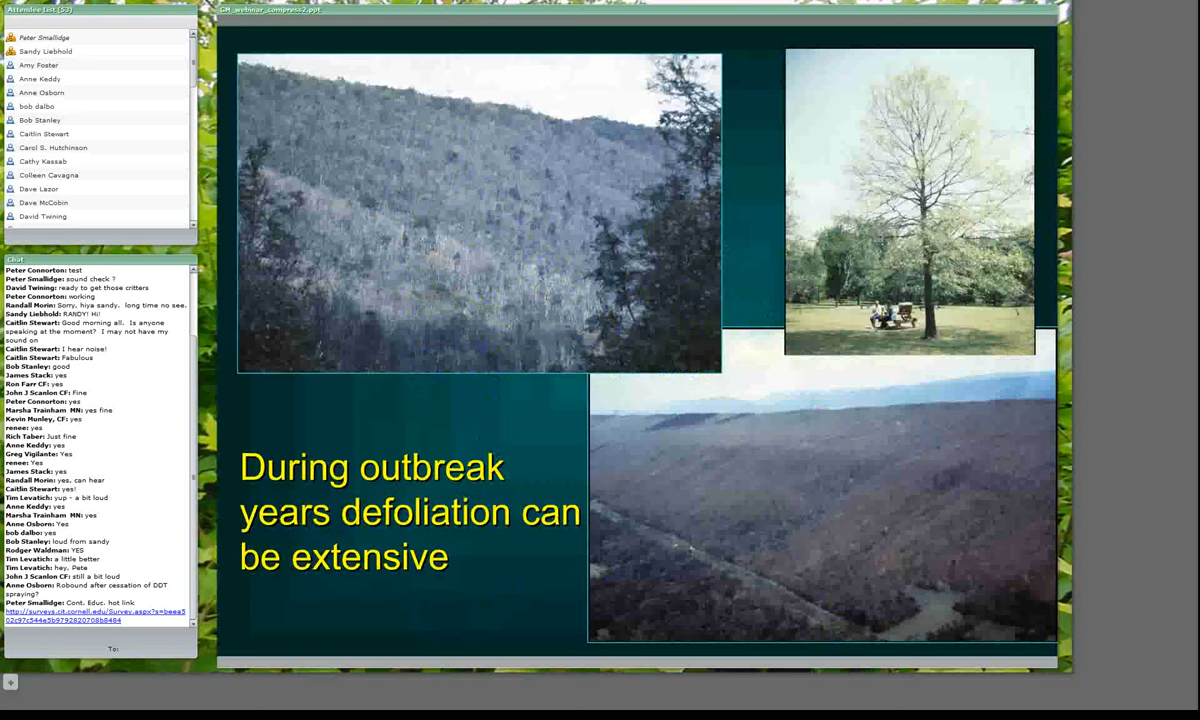 Attendee List (53)
Peter Smallidge
Sandy Liebhold
Amy Foster
Anne Keddy
Anne Osborn
bob dalbo
Bob Stanley
Caitlin Stewart
Carol S. Hutchinson
Cathy Kassab
Colleen Cavagna
Dave Lazor
Dave McCobin
David Twining
Chat
Peter Connorton: test
Peter Smallidge: sound check ?
David Twining: ready to get those critters
Peter Connorton: working
Randall Morin: Sorry, hiya sandy. long time no see.
Sandy Liebhold: RANDY! Hi!
Caitlin Stewart: Good morning all. Is anyone
speaking at the moment? I may not have my
sound on
Caitlin Stewart: I hear noise!
Caitlin Stewart: Fabulous
Bob Stanley: good
James Stack: yes
Ron Farr CF: yes
John J Scanlon CF: Fine
Peter Connorton: yes
Marsha Trainham MN: yes fine
Kevin Munley, CF: yes
renee: yes
Rich Taber: Just fine
Anne Keddy: yes
Greg Vigilante: Yes
renee: Yes
James Stack: yes
Randall Morin: yes, can hear
Caitlin Stewart: yes!
Tim Levatich: yup - a bit loud
Anne Keddy: yes
Marsha Trainham MN: yes
Anne Osborn: Yes
bob dalbo: yes
Bob Stanley: loud from sandy
Rodger Waldman: YES
Tim Levatich: a little better
Tim Levatich: hey, Pete
John J Scanlon CF: still a bit loud
Anne Osborn: Robound after cessation of DDT
spraying?
Peter Smallidge: Cont. Educ. hot link
http://surveys.cit.cornell.edu/Survey.aspx?s=beea5
02c97c544e5b9792820708b8484
To:
GM_webinar_compress2.ppt
During outbreak
years defoliation can
be extensive